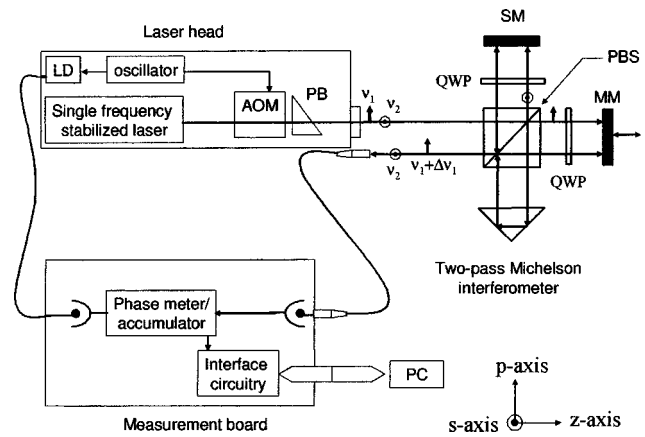 Laser head
LD
oscillator
Single frequency
stabilized laser
AOM
PB
ν1
ν2
ν2
ν1+Δν1
SM
QWP
PBS
MM
QWP
Two-pass Michelson
interferometer
Phase meter/
accumulator
Interface
circuitry
PC
Measurement board
p-axis
s-axis
z-axis